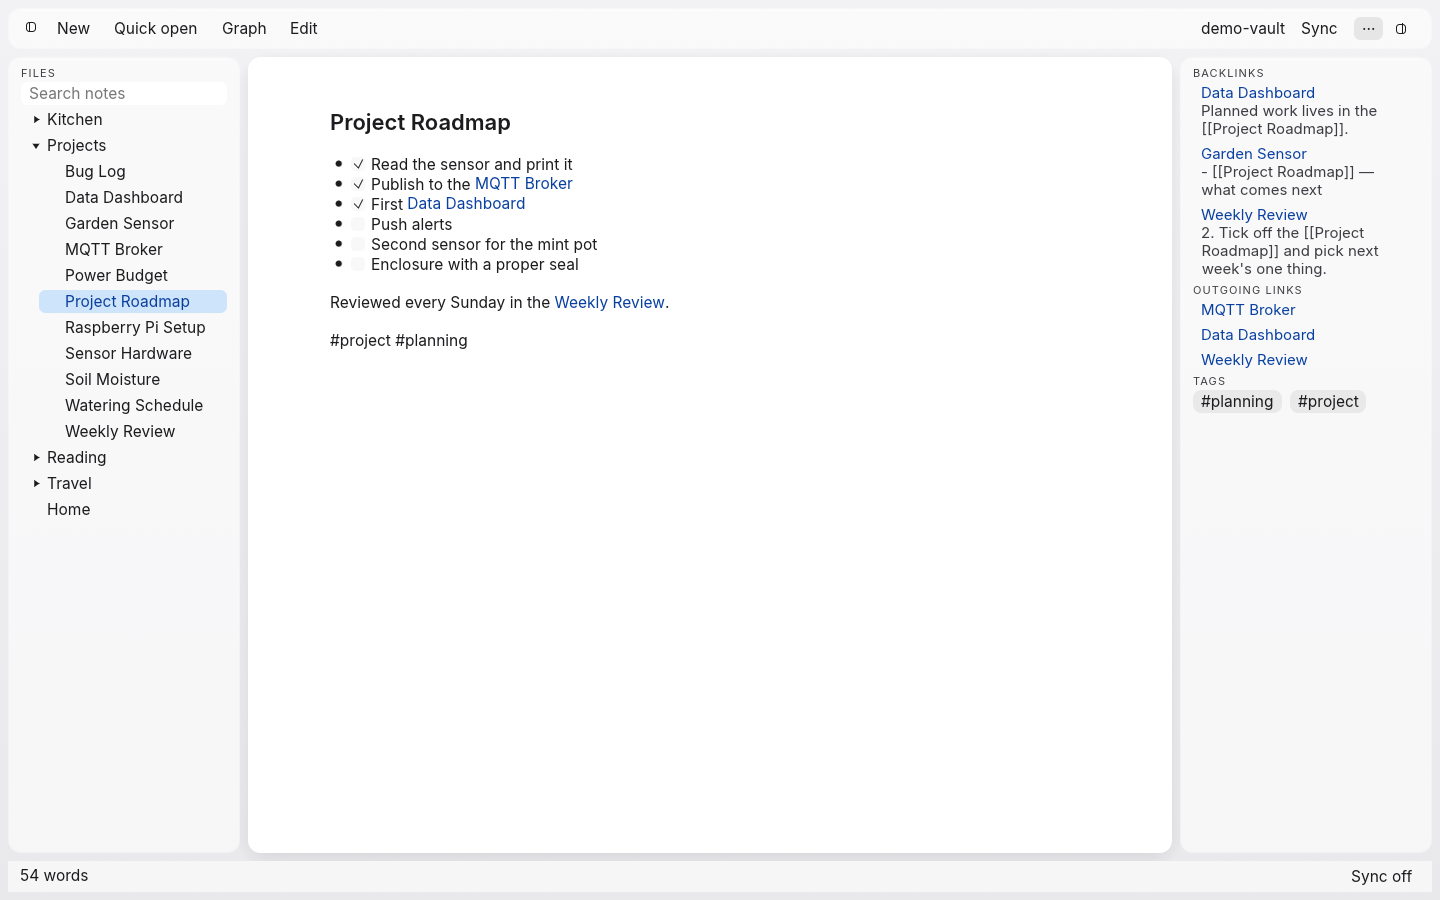 New Quick open Graph Edit demo-vault Sync ···
FILES
Search notes
Kitchen
Projects
Bug Log
Data Dashboard
Garden Sensor
MQTT Broker
Power Budget
Project Roadmap
Raspberry Pi Setup
Sensor Hardware
Soil Moisture
Watering Schedule
Weekly Review
Reading
Travel
Home
Project Roadmap
Read the sensor and print it
Publish to the MQTT Broker
First Data Dashboard
Push alerts
Second sensor for the mint pot
Enclosure with a proper seal
Reviewed every Sunday in the Weekly Review.
#project #planning
BACKLINKS
Data Dashboard
Planned work lives in the
[[Project Roadmap]].
Garden Sensor
- [[Project Roadmap]] —
what comes next
Weekly Review
2. Tick off the [[Project
Roadmap]] and pick next
week's one thing.
OUTGOING LINKS
MQTT Broker
Data Dashboard
Weekly Review
TAGS
#planning #project
54 words
Sync off